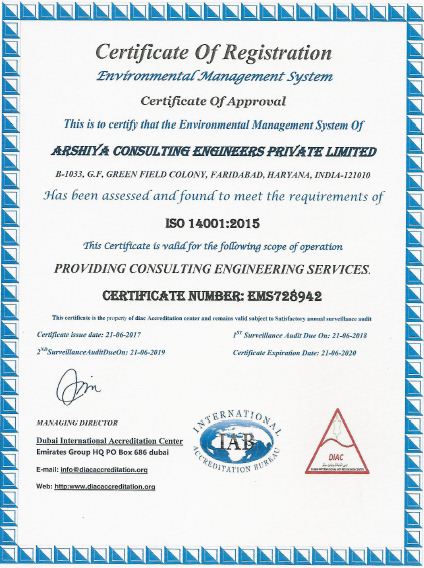 Certificate Of Registration
Environmental Management System
Certificate Of Approval
This is to certify that the Environmental Management System Of
ARSHIYA CONSULTING ENGINEERS PRIVATE LIMITED
B-1033, G.F, GREEN FIELD COLONY, FARIDABAD, HARYANA, INDIA-121010
Has been assessed and found to meet the requirements of
ISO 14001:2015
This Certificate is valid for the following scope of operation
PROVIDING CONSULTING ENGINEERING SERVICES.
CERTIFICATE NUMBER: EMS728942
This certificate is the property of diac Accreditation center and remains valid subject to Satisfactory annual surveillance audit
Certificate issue date: 21-06-2017
1ST Surveillance Audit Due On: 21-06-2018
2ND SurveillanceAuditDueOn: 21-06-2019
Certificate Expiration Date: 21-06-2020
MANAGING DIRECTOR
Dubai International Accreditation Center
Emirates Group HQ PO Box 686 dubai
E-mail: info@diacaccreditation.org
Web: http:www.diacaccreditation.org
INTERNATIONAL
IAB
ACCREDITATION BUREAU
DIAC